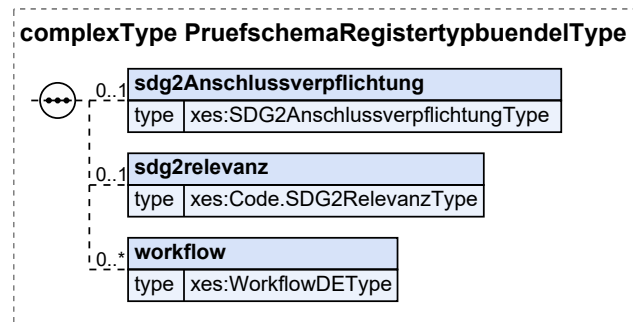 complexType PruefschemaRegistertypbuendelType
0..1 sdg2Anschlussverpflichtung
type xes:SDG2AnschlussverpflichtungType
0..1 sdg2relevanz
type xes:Code.SDG2RelevanzType
0..* workflow
type xes:WorkflowDEType